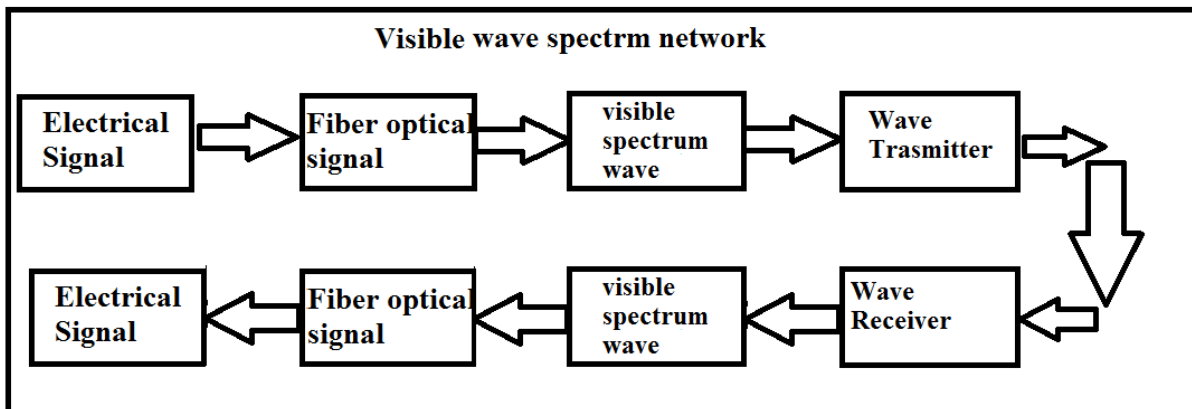 Visible wave spectrm network
Electrical
Signal
Fiber optical
signal
visible
spectrum
wave
Wave
Trasmitter
Electrical
Signal
Fiber optical
signal
visible
spectrum
wave
Wave
Receiver